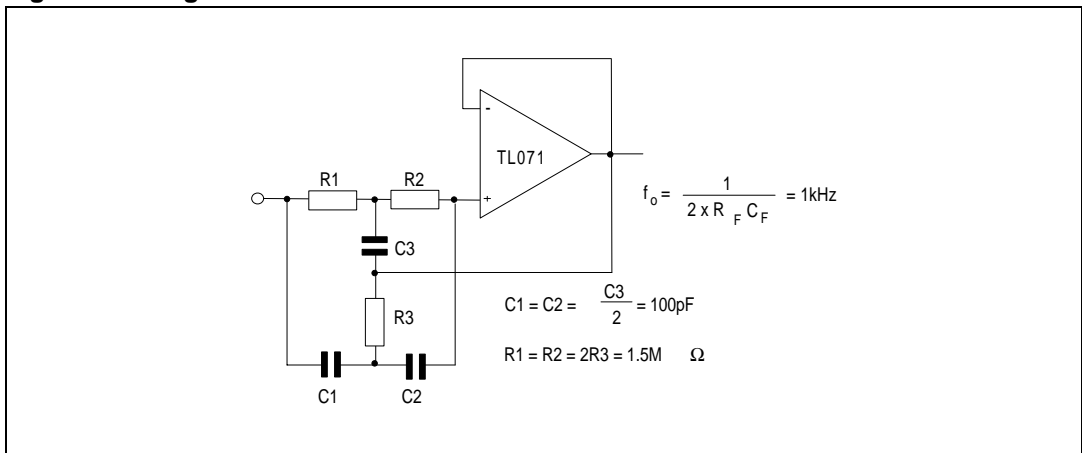 -
TL071
+
R1
R2
C3
R3
C1
C2
f o = 1 / 2 x R F C F = 1kHz
C1 = C2 = C3 / 2 = 100pF
R1 = R2 = 2R3 = 1.5M Ω